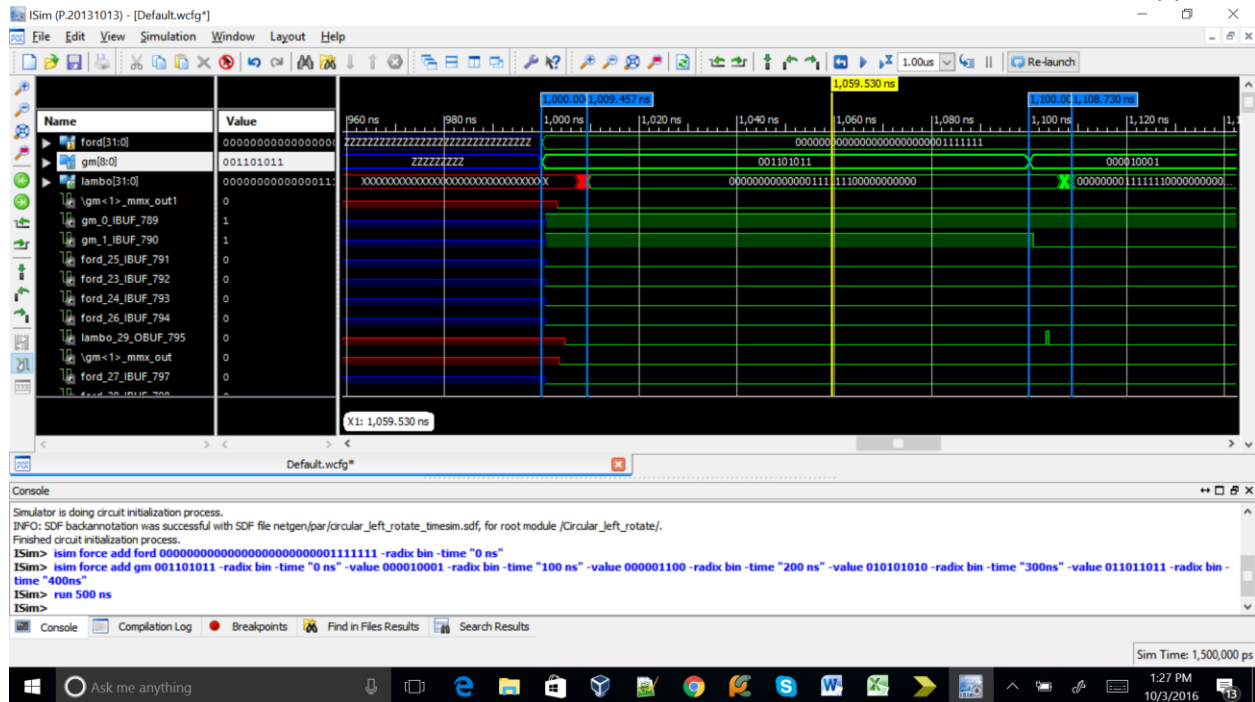 ISim (P.20131013) - [Default.wcfg*]
File Edit View Simulation Window Layout Help
1.00us Re-launch
1,059.530 ns
1,000.00 1,009.457 ns 1,100.00 1,108.730 ns
Name Value 960 ns 980 ns 1,000 ns 1,020 ns 1,040 ns 1,060 ns 1,080 ns 1,100 ns 1,120 ns
ford[31:0]
gm[8:0] 001101011 ZZZZZZZZZ 001101011 000010001
lambo[31:0]
\gm<1>_mmx_out1 0
gm_0_IBUF_789 1
gm_1_IBUF_790 1
ford_25_IBUF_791 0
ford_23_IBUF_792 0
ford_24_IBUF_793 0
ford_26_IBUF_794 0
lambo_29_OBUF_795 0
\gm<1>_mmx_out 0
ford_27_IBUF_797 0
X1: 1,059.530 ns
Default.wcfg*
Console
Simulator is doing circuit initialization process.
INFO: SDF backannotation was successful with SDF file netgen/par/circular_left_rotate_timesim.sdf, for root module /Circular_left_rotate/.
Finished circuit initialization process.
ISim> isim force add ford 00000000000000000000000001111111 -radix bin -time "0 ns"
ISim> isim force add gm 001101011 -radix bin -time "0 ns" -value 000010001 -radix bin -time "100 ns" -value 000001100 -radix bin -time "200 ns" -value 010101010 -radix bin -time "300ns" -value 011011011 -radix bin -
time "400ns"
ISim> run 500 ns
ISim>
Console Compilation Log Breakpoints Find in Files Results Search Results
Sim Time: 1,500,000 ps
Ask me anything
1:27 PM
10/3/2016
13